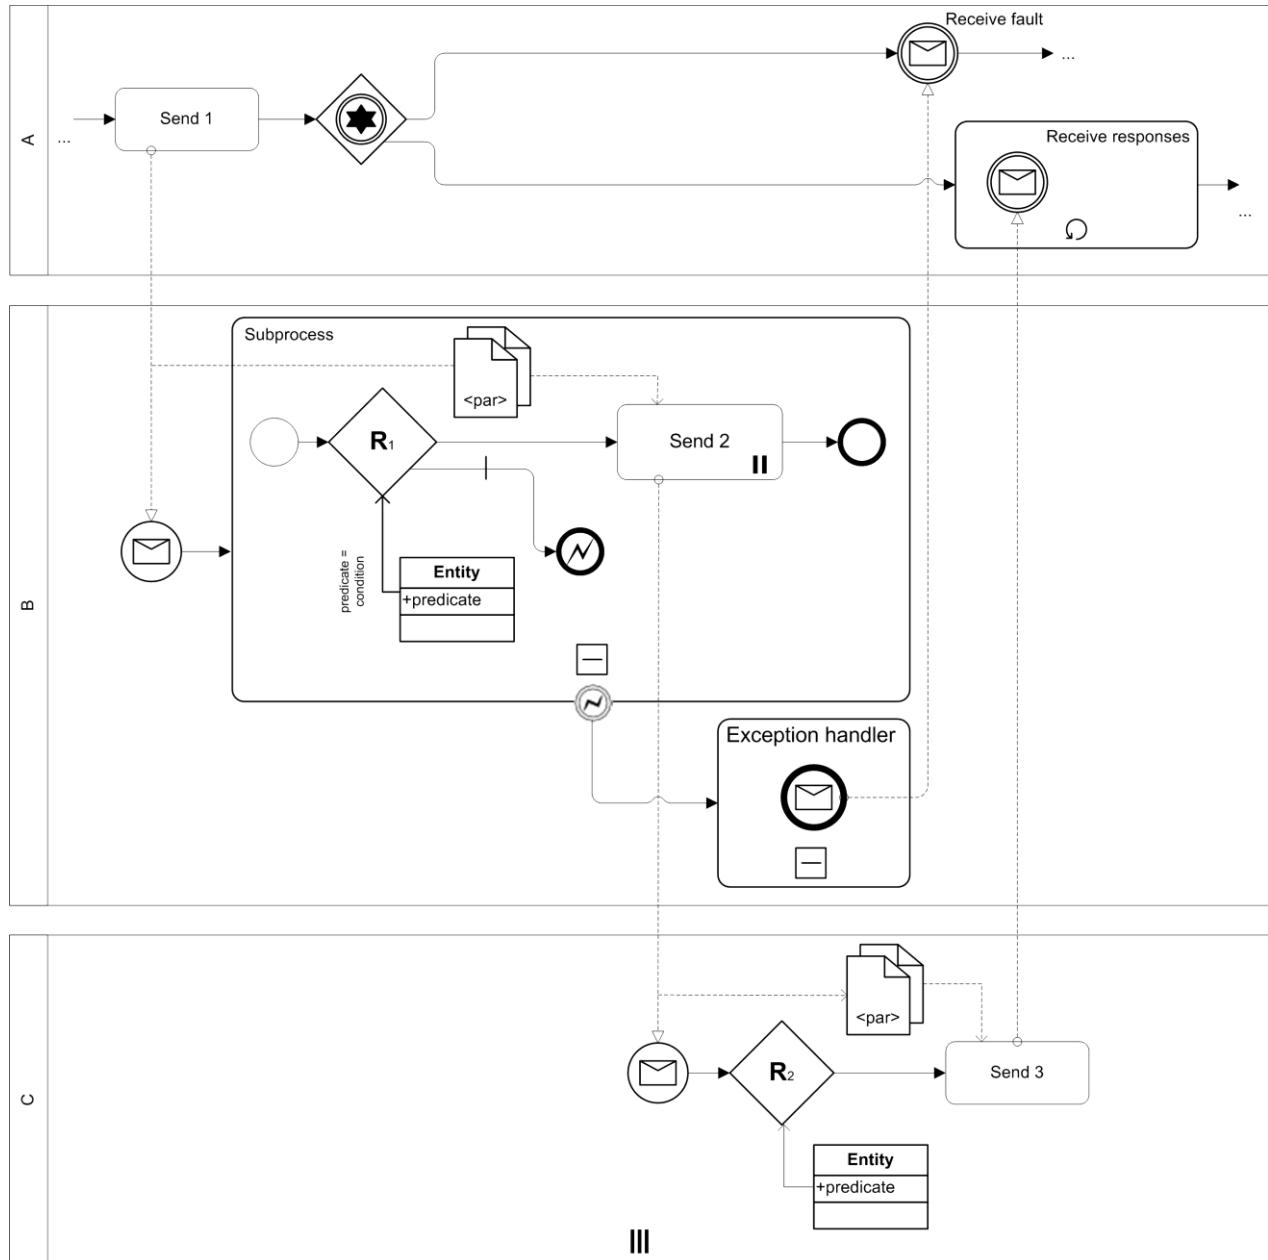 Receive fault
...
A
Send 1
...
Receive responses
...
B
Subprocess
<par>
R1
Send 2
predicate =
condition
Entity
+predicate
Exception handler
C
<par>
R2
Send 3
Entity
+predicate